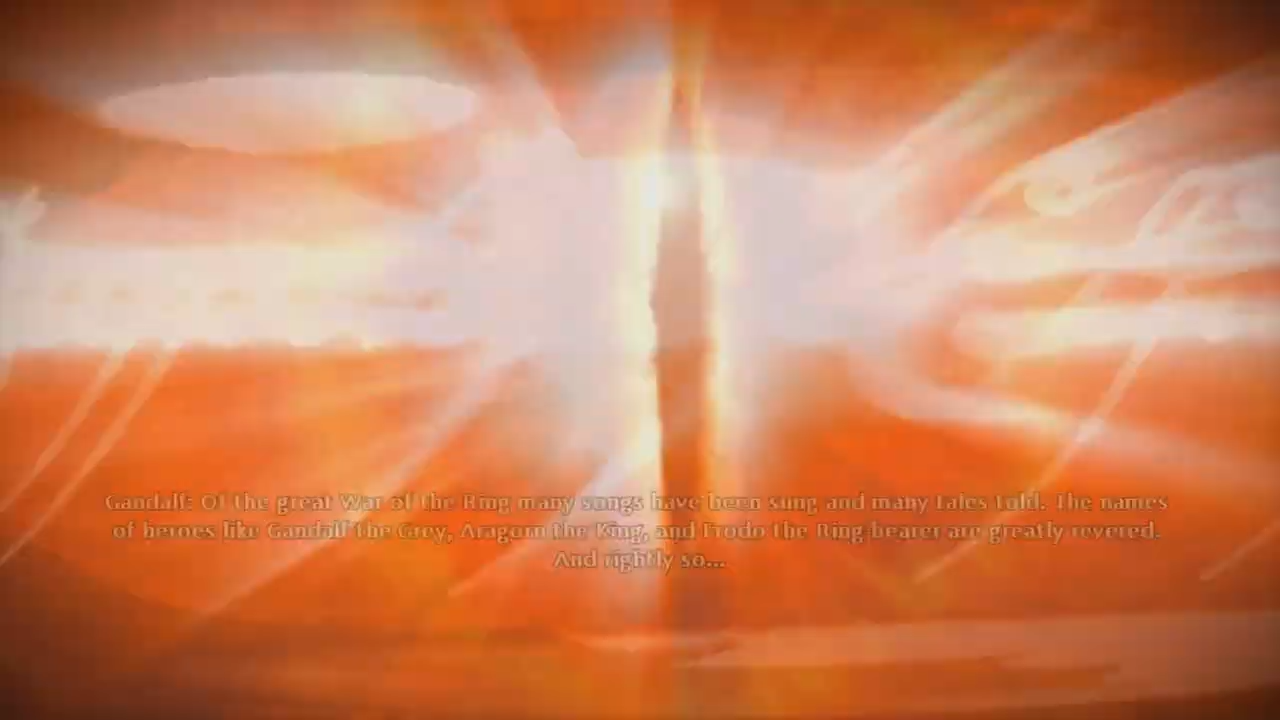 Gandalf: Of the great War of the Ring many songs have been sung and many tales told. The names
of heroes like Gandalf the Grey, Aragorn the King, and Frodo the Ring-bearer are greatly revered.
And rightly so...